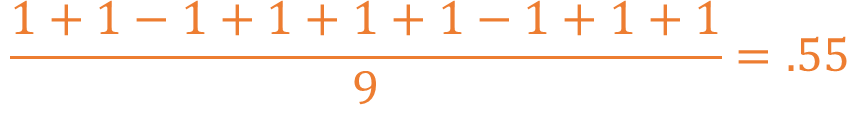 1 + 1 − 1 + 1 + 1 + 1 − 1 + 1 + 1
9
= .55